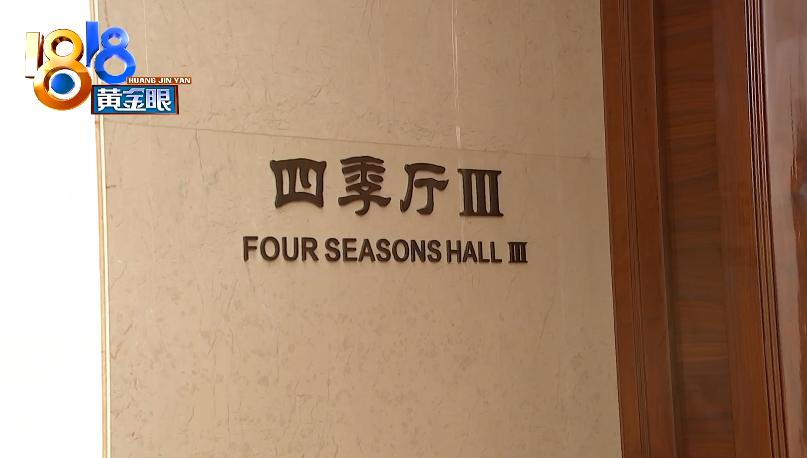 1818
HUANG JIN YAN
黄金眼
四季厅III
FOUR SEASONS HALL III